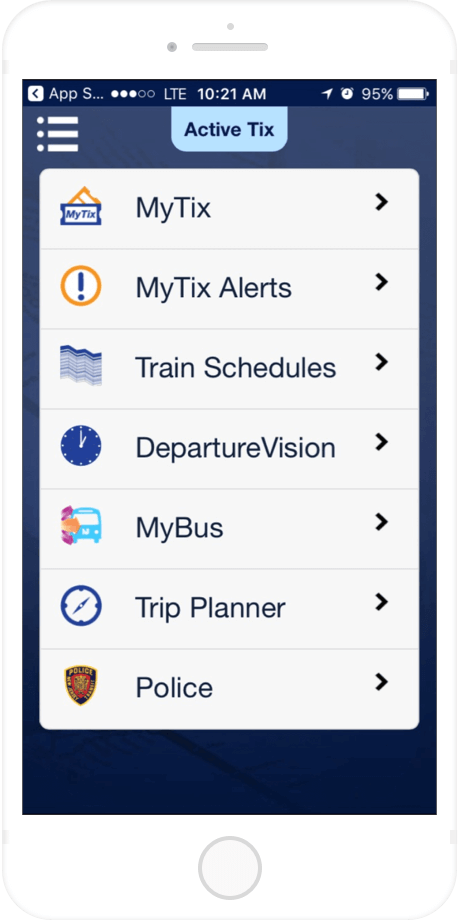 App S... LTE 10:21 AM 95%
Active Tix
MyTix
MyTix
MyTix Alerts
Train Schedules
DepartureVision
MyBus
Trip Planner
POLICE
Police